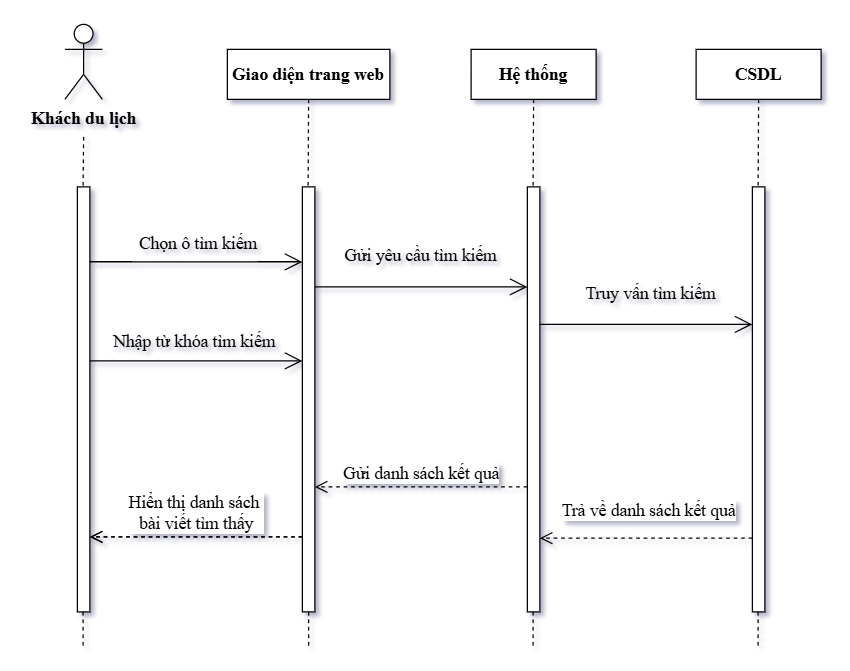 Giao diện trang web
Hệ thống
CSDL
Khách du lịch
Chọn ô tìm kiếm
Gửi yêu cầu tìm kiếm
Truy vấn tìm kiếm
Nhập từ khóa tìm kiếm
Gửi danh sách kết quả
Hiển thị danh sách
bài viết tìm thấy
Trả về danh sách kết quả